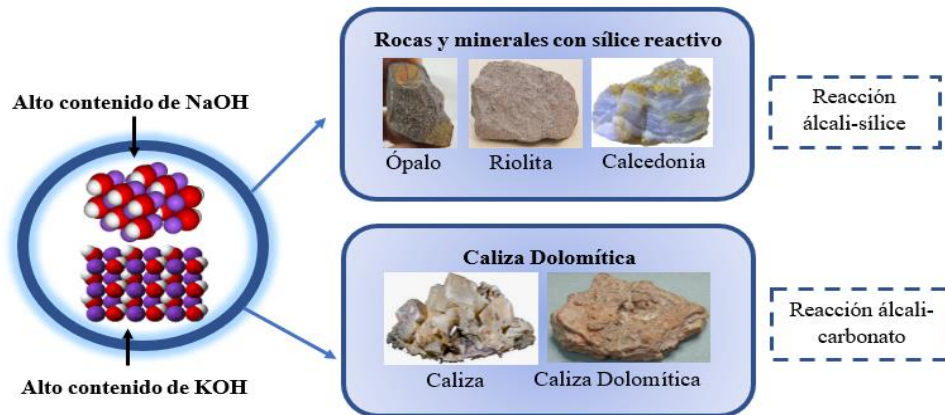 Alto contenido de NaOH
Alto contenido de KOH
Rocas y minerales con sílice reactivo
Ópalo
Riolita
Calcedonia
Reacción
álcali-sílice
Caliza Dolomítica
Caliza
Caliza Dolomítica
Reacción álcali-
carbonato